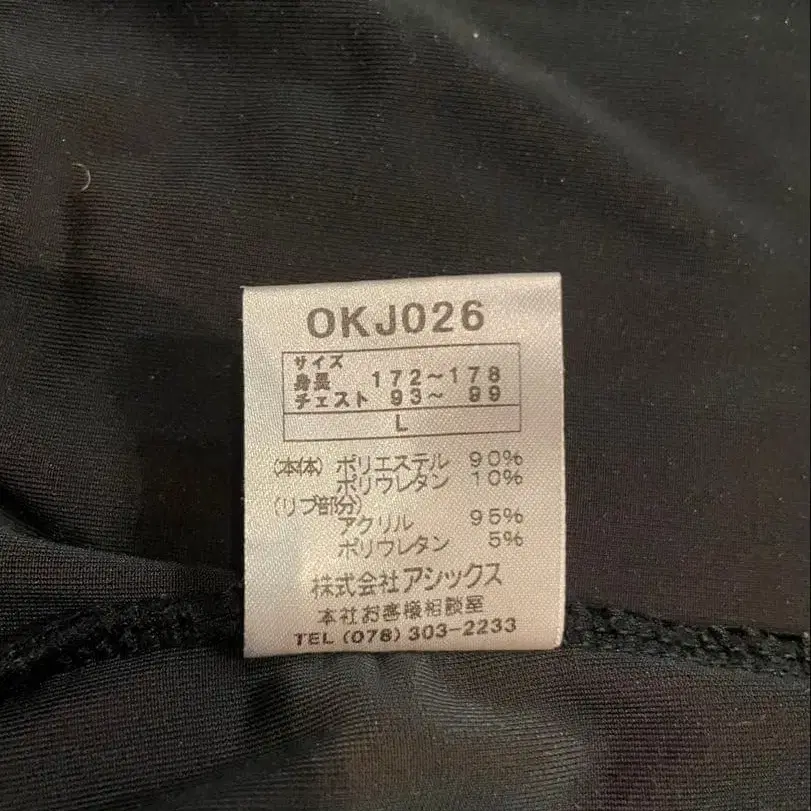 OKJ026
サイズ
身長 172～178
チェスト 93～ 99
L
(本体) ポリエステル 90%
ポリウレタン 10%
(リブ部分)
アクリル 95%
ポリウレタン 5%
株式会社アシックス
本社お客様相談室
TEL (078) 303-2233